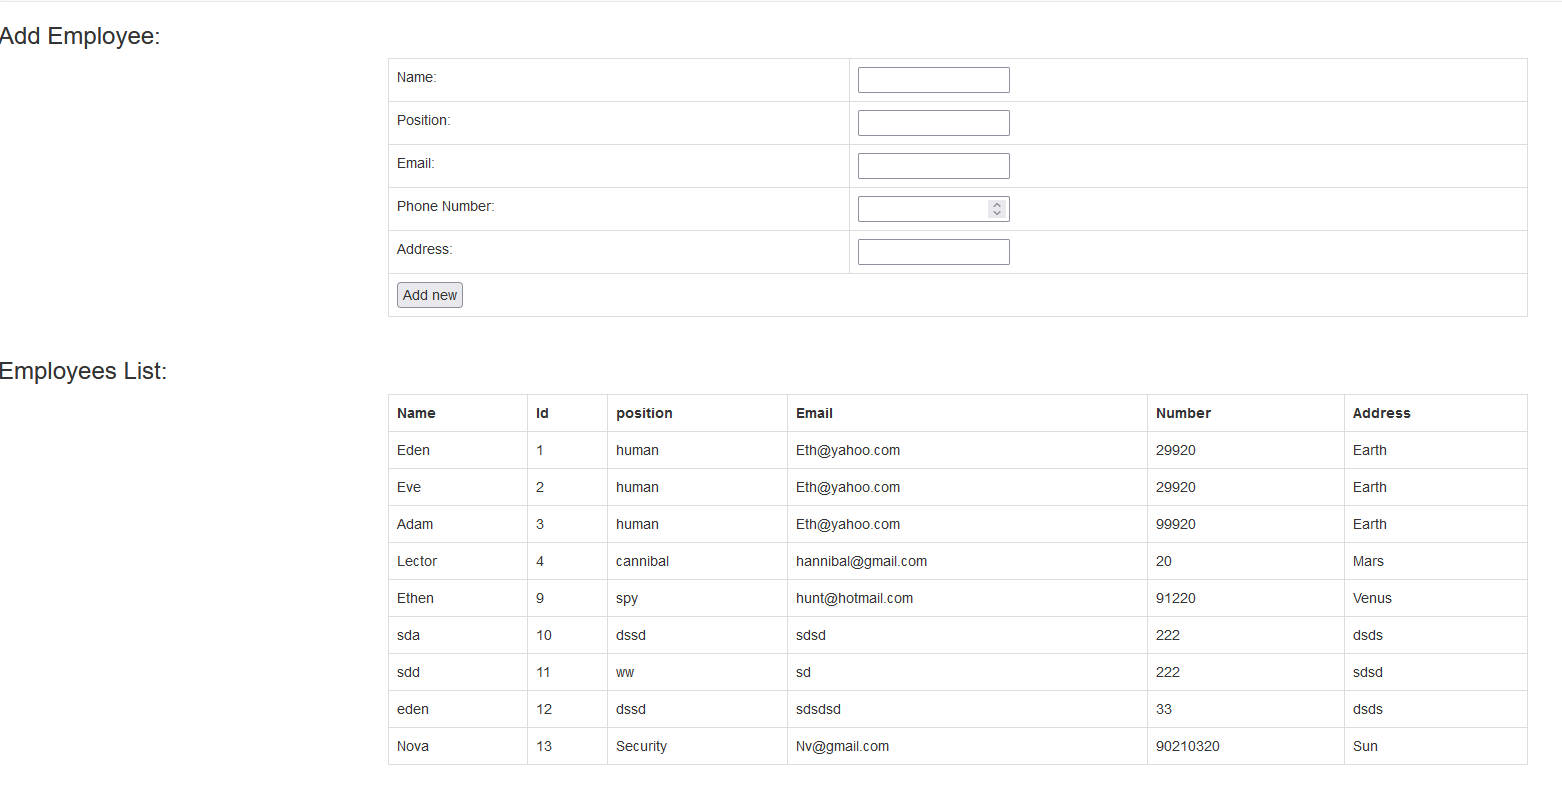 Add Employee:
Name:
Position:
Email:
Phone Number:
Address:
Add new
Employees List:
Name Id position Email Number Address
Eden 1 human Eth@yahoo.com 29920 Earth
Eve 2 human Eth@yahoo.com 29920 Earth
Adam 3 human Eth@yahoo.com 99920 Earth
Lector 4 cannibal hannibal@gmail.com 20 Mars
Ethen 9 spy hunt@hotmail.com 91220 Venus
sda 10 dssd sdsd 222 dsds
sdd 11 ww sd 222 sdsd
eden 12 dssd sdsdsd 33 dsds
Nova 13 Security Nv@gmail.com 90210320 Sun